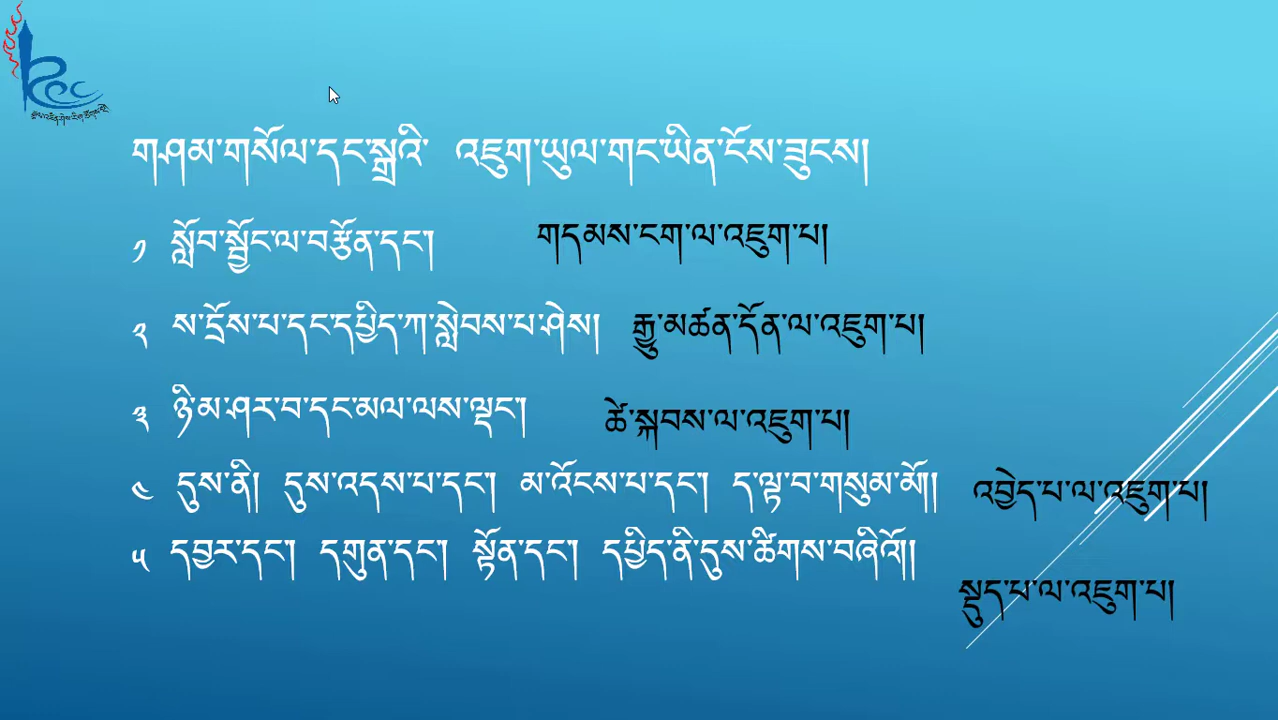 གཤམ་གསོལ་དང་སྒྲའི་ འཇུག་ཡུལ་གང་ཡིན་ངོས་ཟུངས།
༡ སློབ་སྦྱོང་ལ་བརྩོན་དང། གདམས་ངག་ལ་འཇུག་པ།
༢ ས་དྲོས་པ་དང་དཔྱིད་ཀ་སླེབས་པ་ཤེས། རྒྱུ་མཚན་དོན་ལ་འཇུག་པ།
༣ ཉི་མ་ཤར་བ་དང་མལ་ལས་ལྡང། ཚེ་སྐབས་ལ་འཇུག་པ།
༤ དུས་ནི། དུས་འདས་པ་དང་། མ་འོངས་པ་དང་། ད་ལྟ་བ་གསུམ་མོ།། འབྱེད་པ་ལ་འཇུག་པ།
༥ དབྱར་དང་། དགུན་དང་། སྟོན་དང་། དཔྱིད་ནི་དུས་ཚིགས་བཞིའོ།།
སྡུད་པ་ལ་འཇུག་པ།